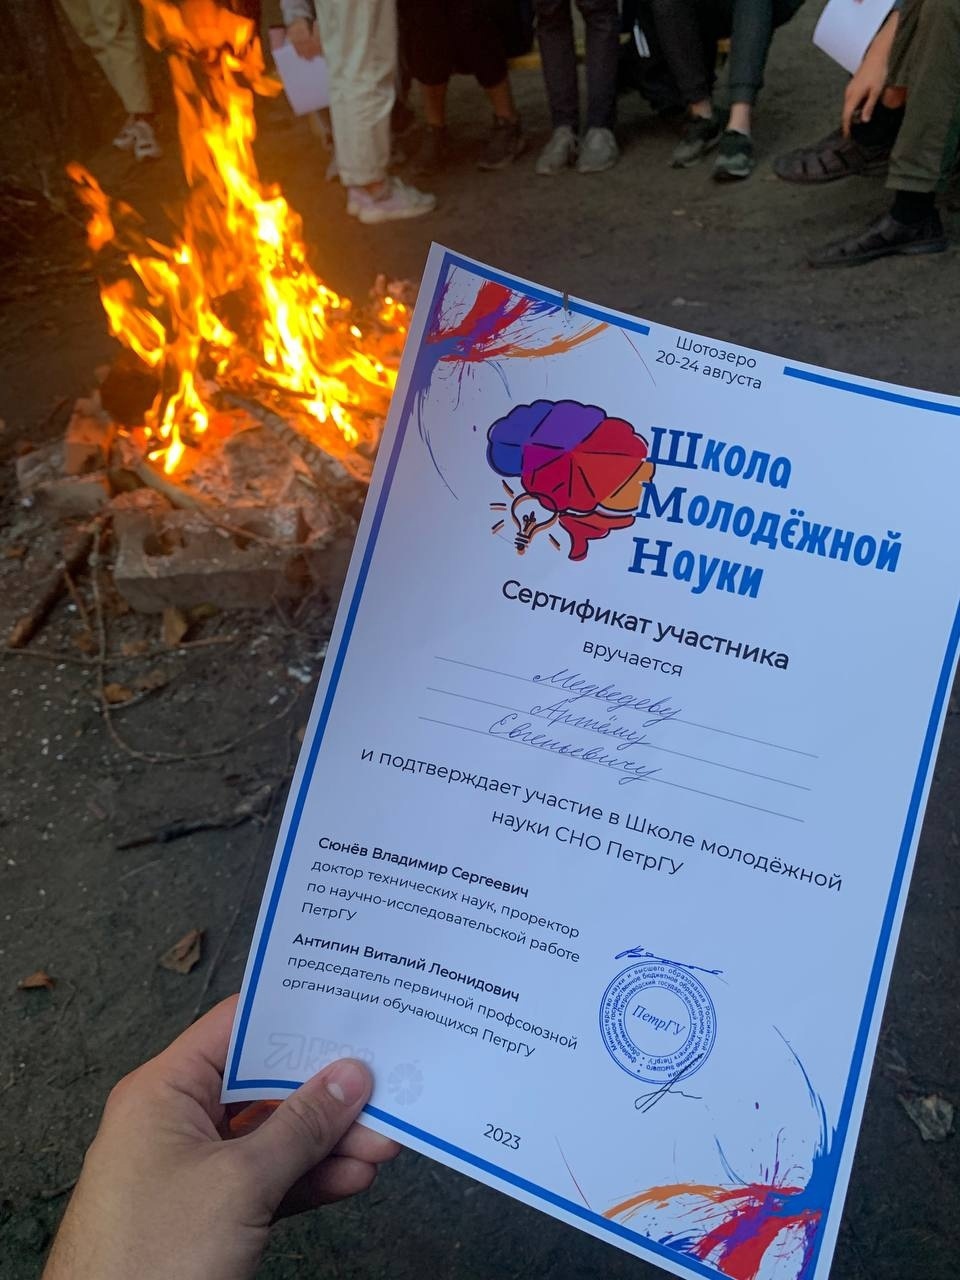 Шотозеро
20-24 августа
Школа
Молодёжной
Науки
Сертификат участника
вручается
Медведеву
Артёму
Евгеньевичу
и подтверждает участие в Школе молодёжной
науки СНО ПетрГУ
Сюнёв Владимир Сергеевич
доктор технических наук, проректор
по научно-исследовательской работе
ПетрГУ
Антипин Виталий Леонидович
председатель первичной профсоюзной
организации обучающихся ПетрГУ
ПетрГУ
2023